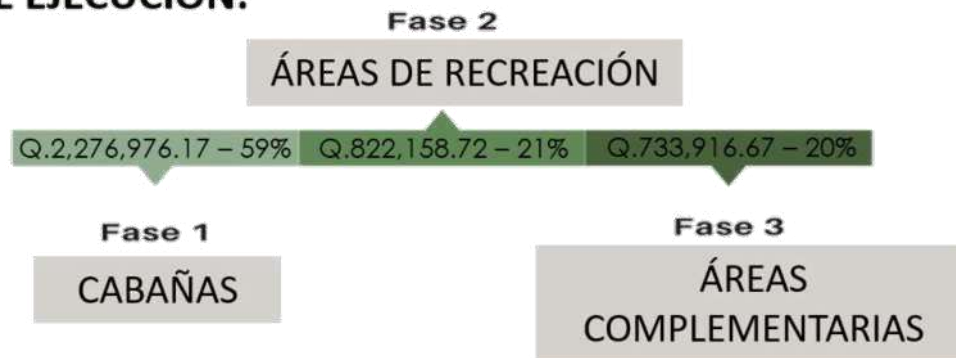 E EJECUCIÓN:
Fase 2
ÁREAS DE RECREACIÓN
Q.2,276,976.17 – 59% Q.822,158.72 – 21% Q.733,916.67 – 20%
Fase 1
CABAÑAS
Fase 3
ÁREAS
COMPLEMENTARIAS